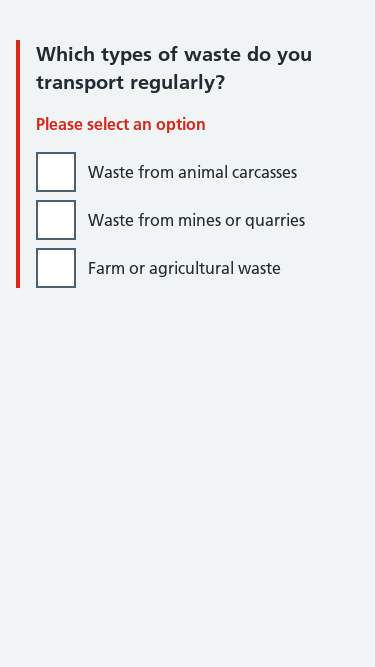 Which types of waste do you
transport regularly?
Please select an option
Waste from animal carcasses
Waste from mines or quarries
Farm or agricultural waste